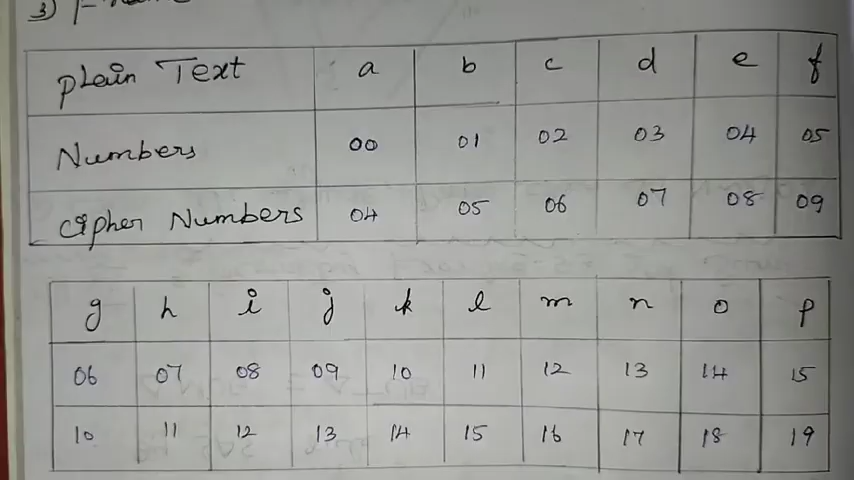 3)
Plain Text a b c d e f
Numbers 00 01 02 03 04 05
Cipher Numbers 04 05 06 07 08 09
g h i j k l m n o p
06 07 08 09 10 11 12 13 14 15
10 11 12 13 14 15 16 17 18 19